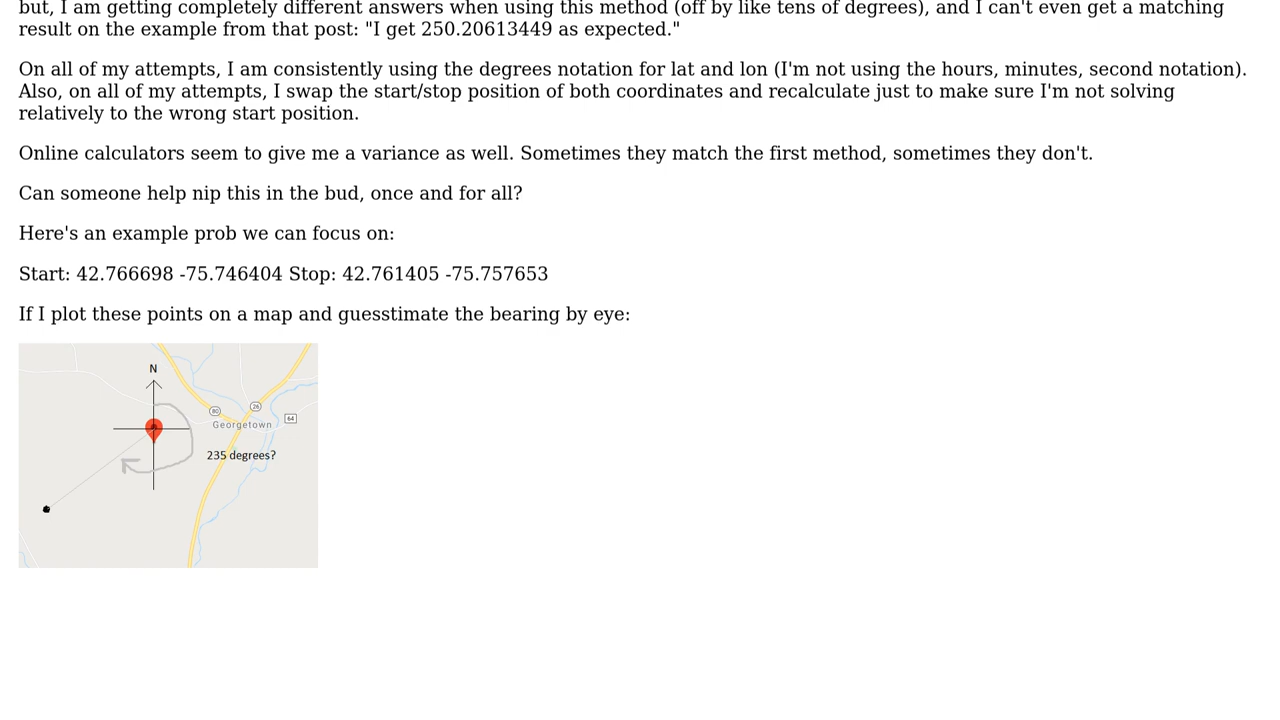 but, I am getting completely different answers when using this method (off by like tens of degrees), and I can't even get a matching
result on the example from that post: "I get 250.20613449 as expected."
On all of my attempts, I am consistently using the degrees notation for lat and lon (I'm not using the hours, minutes, second notation).
Also, on all of my attempts, I swap the start/stop position of both coordinates and recalculate just to make sure I'm not solving
relatively to the wrong start position.
Online calculators seem to give me a variance as well. Sometimes they match the first method, sometimes they don't.
Can someone help nip this in the bud, once and for all?
Here's an example prob we can focus on:
Start: 42.766698 -75.746404 Stop: 42.761405 -75.757653
If I plot these points on a map and guesstimate the bearing by eye:
N
26
80
64
Georgetown
235 degrees?